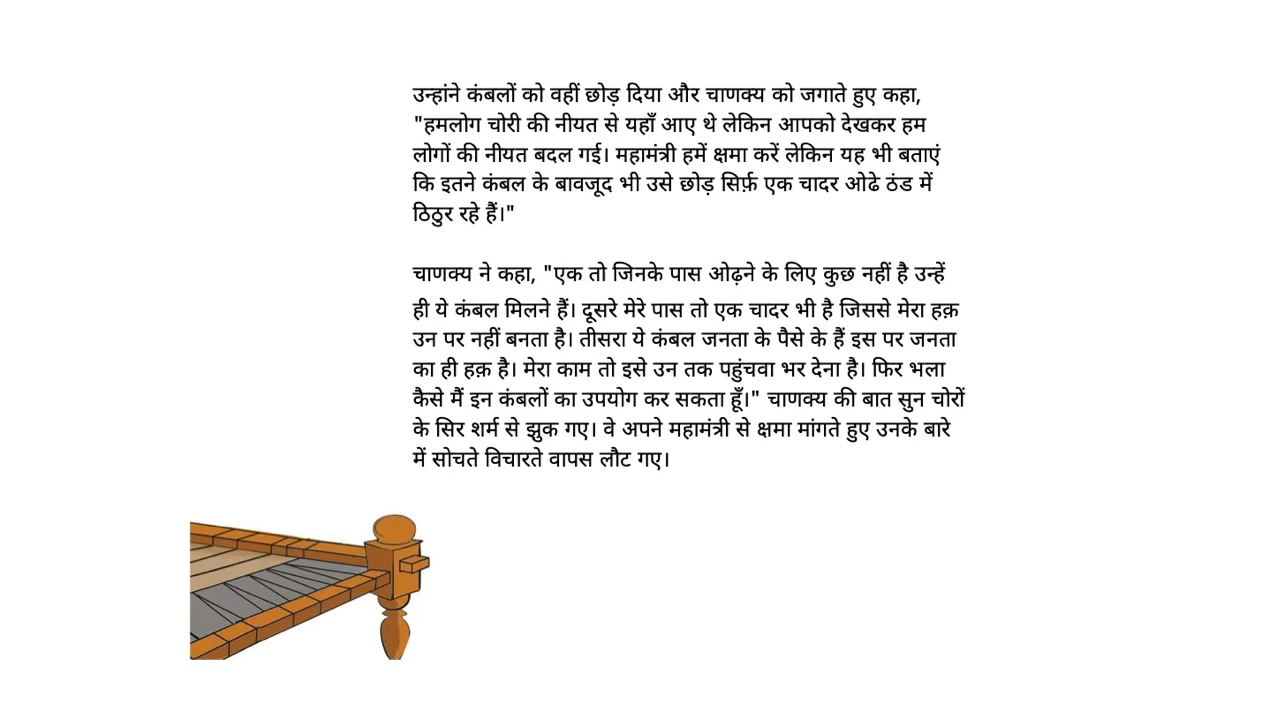 उन्हांने कंबलों को वहीं छोड़ दिया और चाणक्य को जगाते हुए कहा,
"हमलोग चोरी की नीयत से यहाँ आए थे लेकिन आपको देखकर हम
लोगों की नीयत बदल गई। महामंत्री हमें क्षमा करें लेकिन यह भी बताएं
कि इतने कंबल के बावजूद भी उसे छोड़ सिर्फ़ एक चादर ओढे ठंड में
ठिठुर रहे हैं।"
चाणक्य ने कहा, "एक तो जिनके पास ओढ़ने के लिए कुछ नहीं है उन्हें
ही ये कंबल मिलने हैं। दूसरे मेरे पास तो एक चादर भी है जिससे मेरा हक़
उन पर नहीं बनता है। तीसरा ये कंबल जनता के पैसे के हैं इस पर जनता
का ही हक़ है। मेरा काम तो इसे उन तक पहुंचवा भर देना है। फिर भला
कैसे मैं इन कंबलों का उपयोग कर सकता हूँ।" चाणक्य की बात सुन चोरों
के सिर शर्म से झुक गए। वे अपने महामंत्री से क्षमा मांगते हुए उनके बारे
में सोचते विचारते वापस लौट गए।